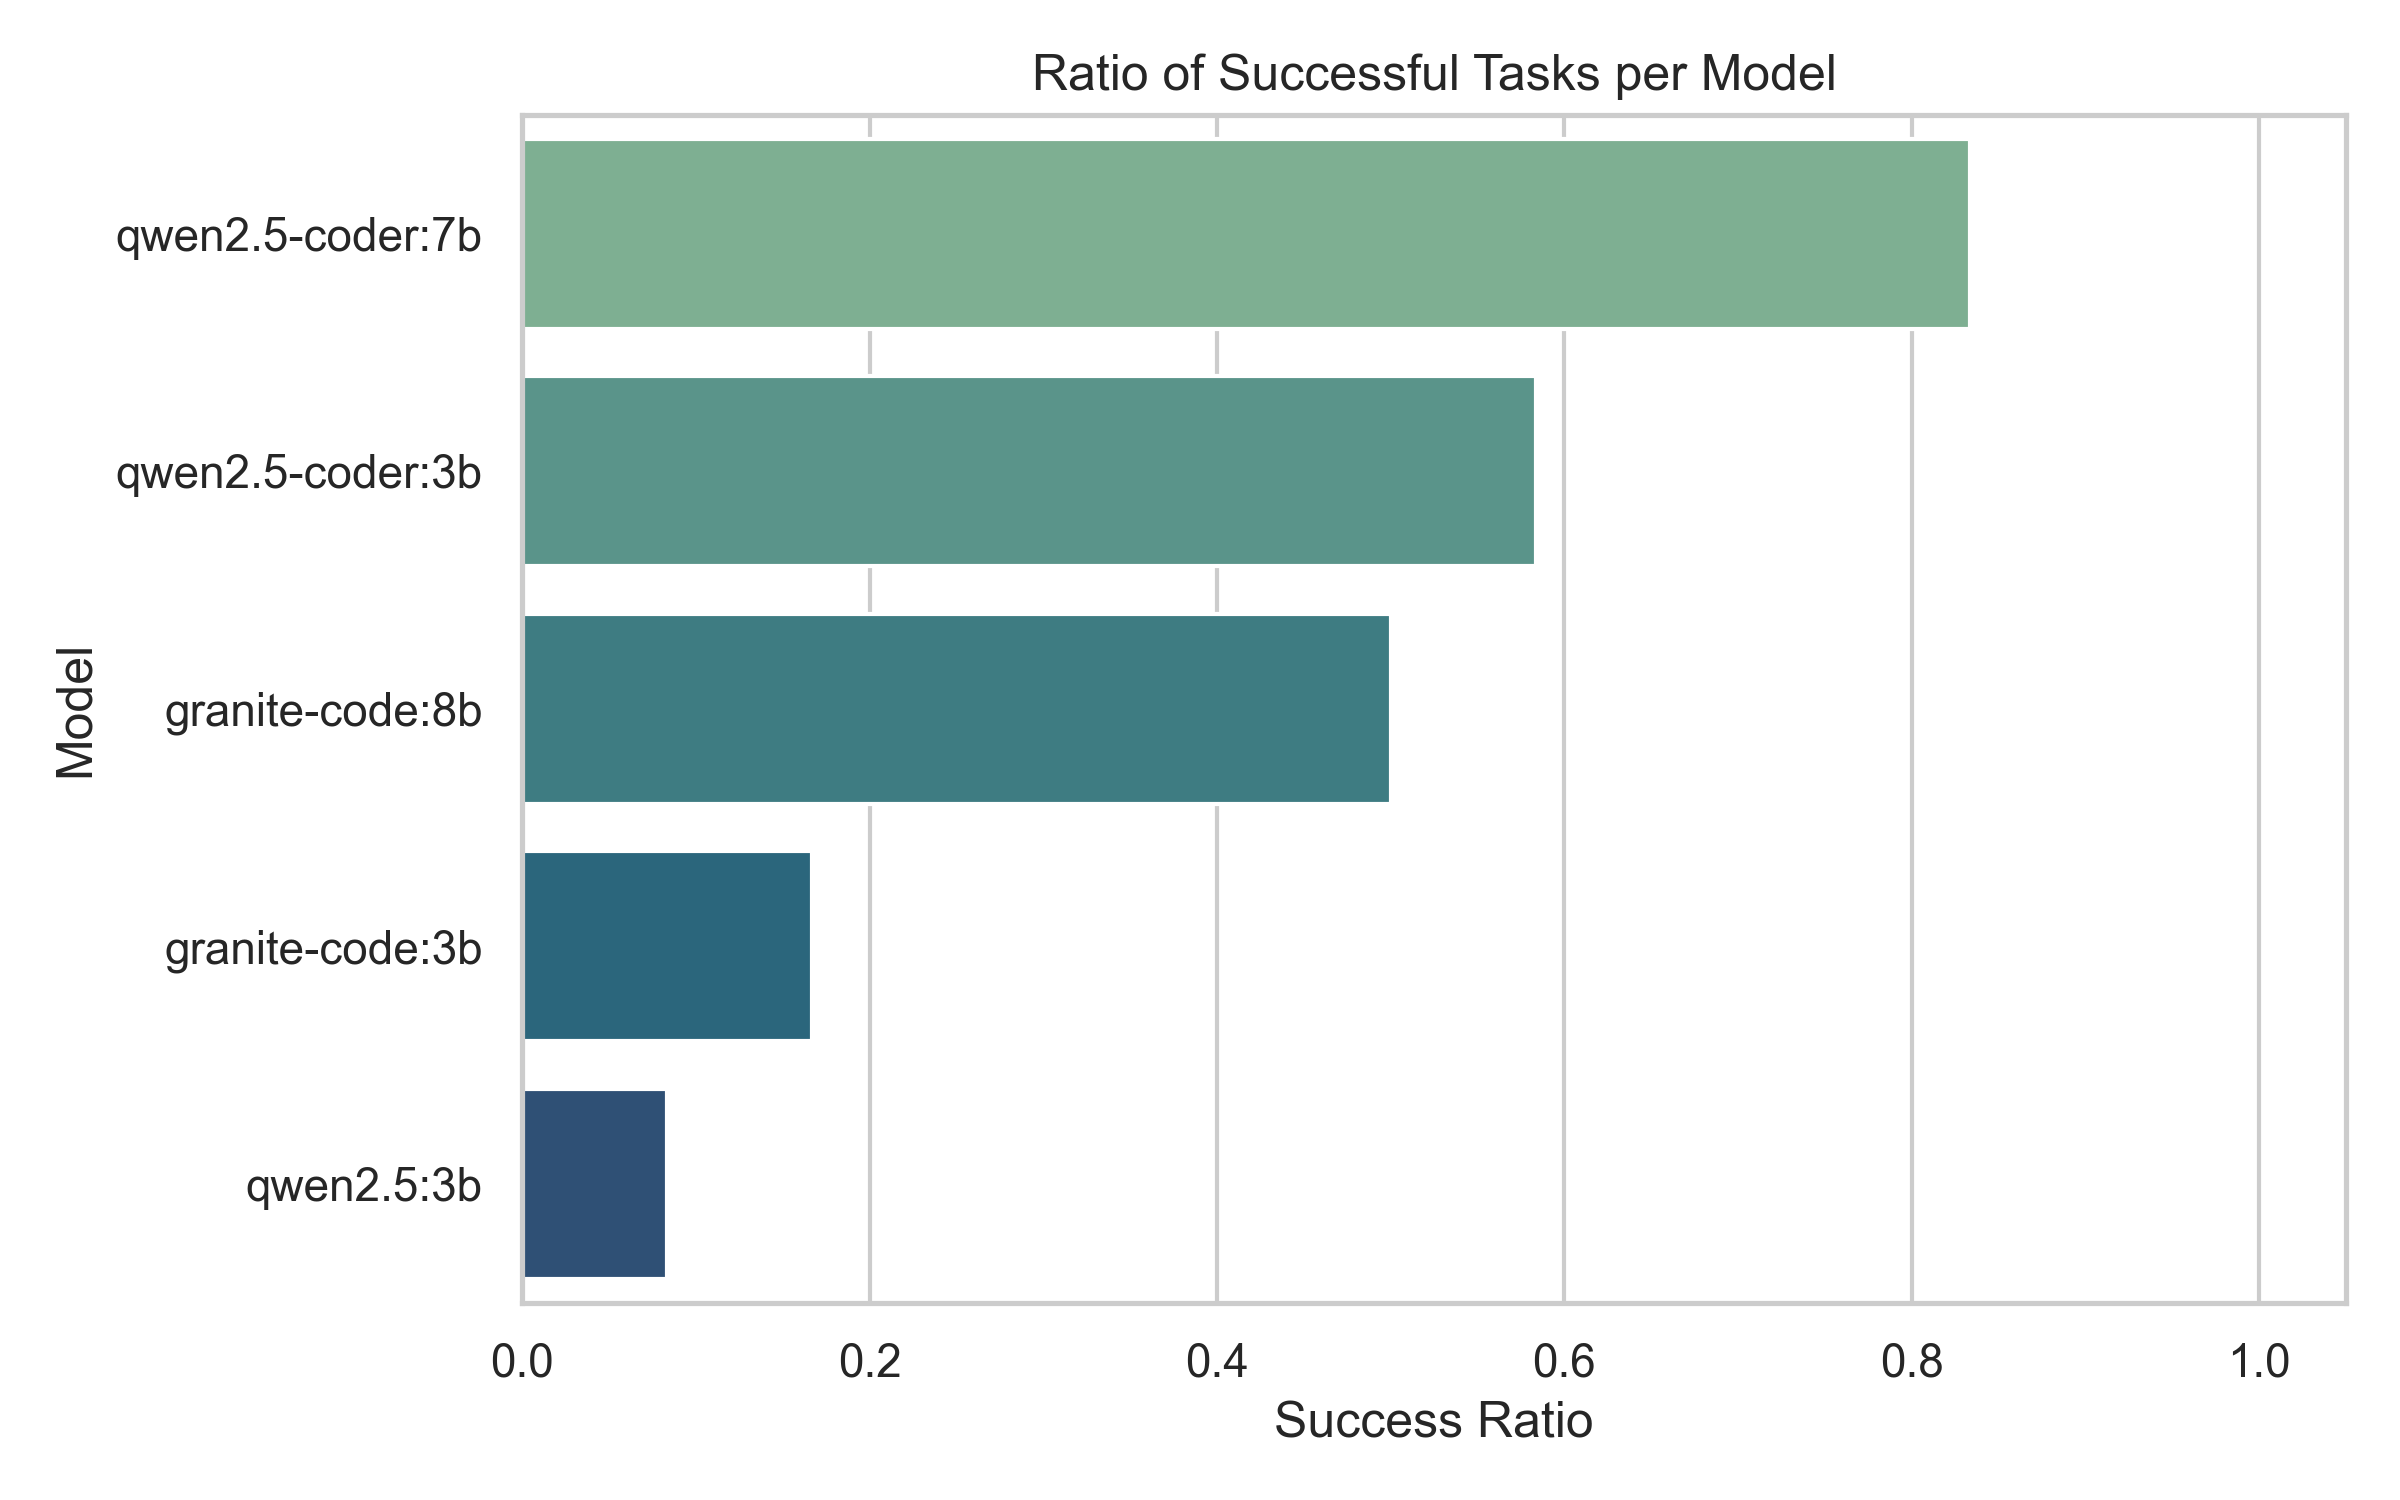 Ratio of Successful Tasks per Model
qwen2.5-coder:7b
qwen2.5-coder:3b
granite-code:8b
granite-code:3b
qwen2.5:3b
Model
0.0 0.2 0.4 0.6 0.8 1.0
Success Ratio